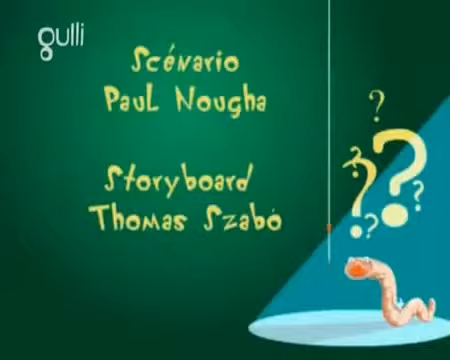 gulli
Scénario
Paul Nougha
Storyboard
Thomas Szabó
? ? ? ? ? ?